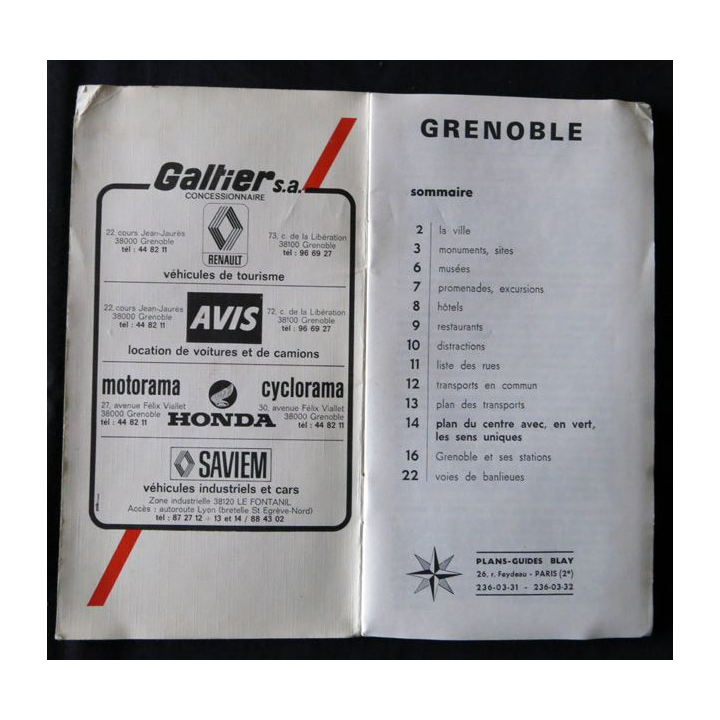 Galtier s.a.
CONCESSIONNAIRE
22, cours Jean-Jaurès
38000 Grenoble
tél : 44 82 11
RENAULT
73, c. de la Libération
38100 Grenoble
tél : 96 69 27
véhicules de tourisme
22, cours Jean-Jaurès
38000 Grenoble
tél : 44 82 11
AVIS
72, c. de la Libération
38100 Grenoble
tél : 96 69 27
location de voitures et de camions
motorama
27, avenue Félix Viallet
38000 Grenoble
tél : 44 82 11
HONDA
cyclorama
30, avenue Félix Viallet
38000 Grenoble
tél : 44 82 11
SAVIEM
véhicules industriels et cars
Zone industrielle 38120 LE FONTANIL
Accès : autoroute Lyon (bretelle St Egrève-Nord)
tél : 87 27 12 + 13 et 14 / 88 43 02
GRENOBLE
sommaire
2 la ville
3 monuments, sites
6 musées
7 promenades, excursions
8 hôtels
9 restaurants
10 distractions
11 liste des rues
12 transports en commun
13 plan des transports
14 plan du centre avec, en vert,
les sens uniques
16 Grenoble et ses stations
22 voies de banlieues
PLANS-GUIDES BLAY
26, r. Feydeau - PARIS (2e)
236-03-31 - 236-03-32